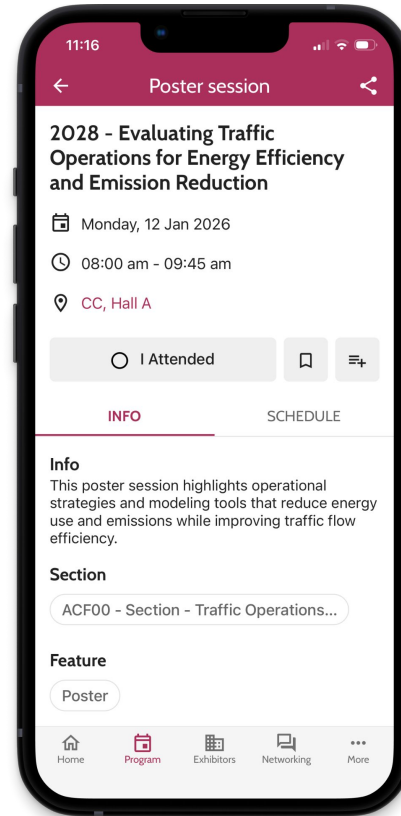 11:16
Poster session
2028 - Evaluating Traffic
Operations for Energy Efficiency
and Emission Reduction
Monday, 12 Jan 2026
08:00 am - 09:45 am
CC, Hall A
I Attended
INFO
SCHEDULE
Info
This poster session highlights operational
strategies and modeling tools that reduce energy
use and emissions while improving traffic flow
efficiency.
Section
ACF00 - Section - Traffic Operations...
Feature
Poster
Home
Program
Exhibitors
Networking
More